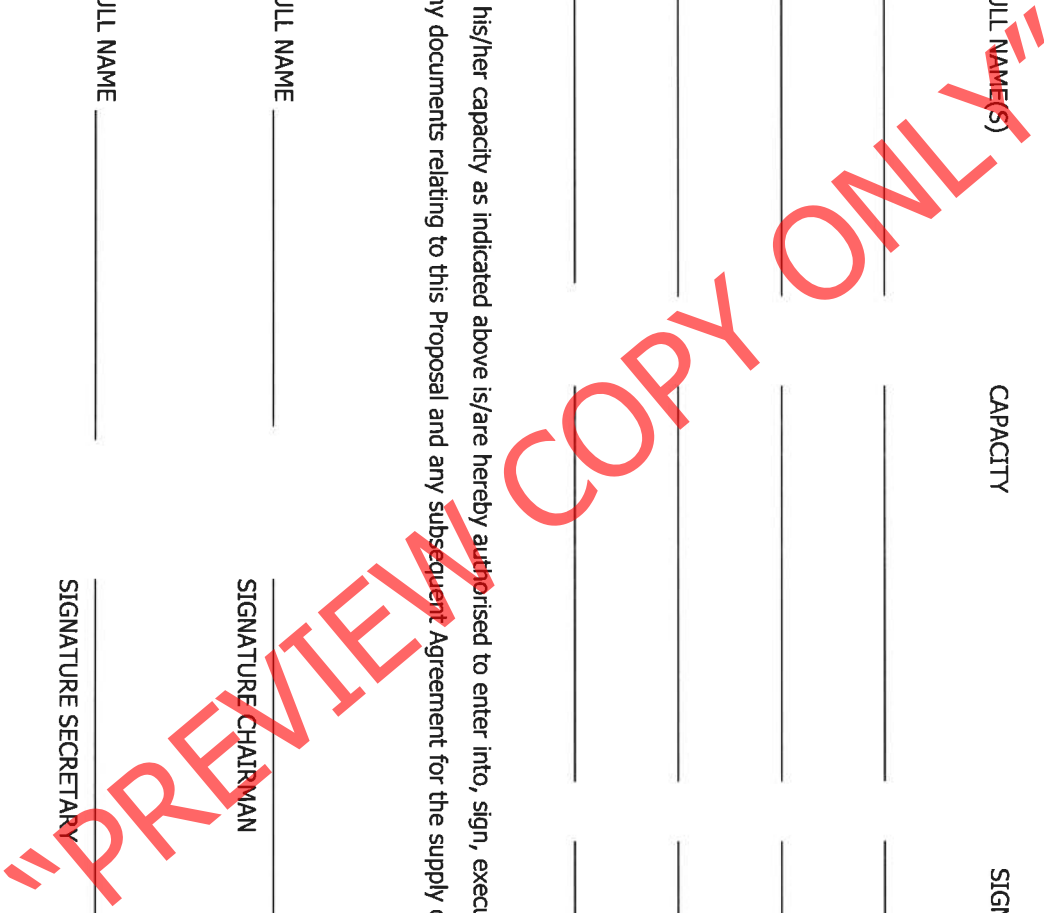 ULL NAME(S) CAPACITY SIGN
his/her capacity as indicated above is/are hereby authorised to enter into, sign, execu
ny documents relating to this Proposal and any subsequent Agreement for the supply
ULL NAME
SIGNATURE CHAIRMAN
ULL NAME
SIGNATURE SECRETARY
“PREVIEW COPY ONLY”